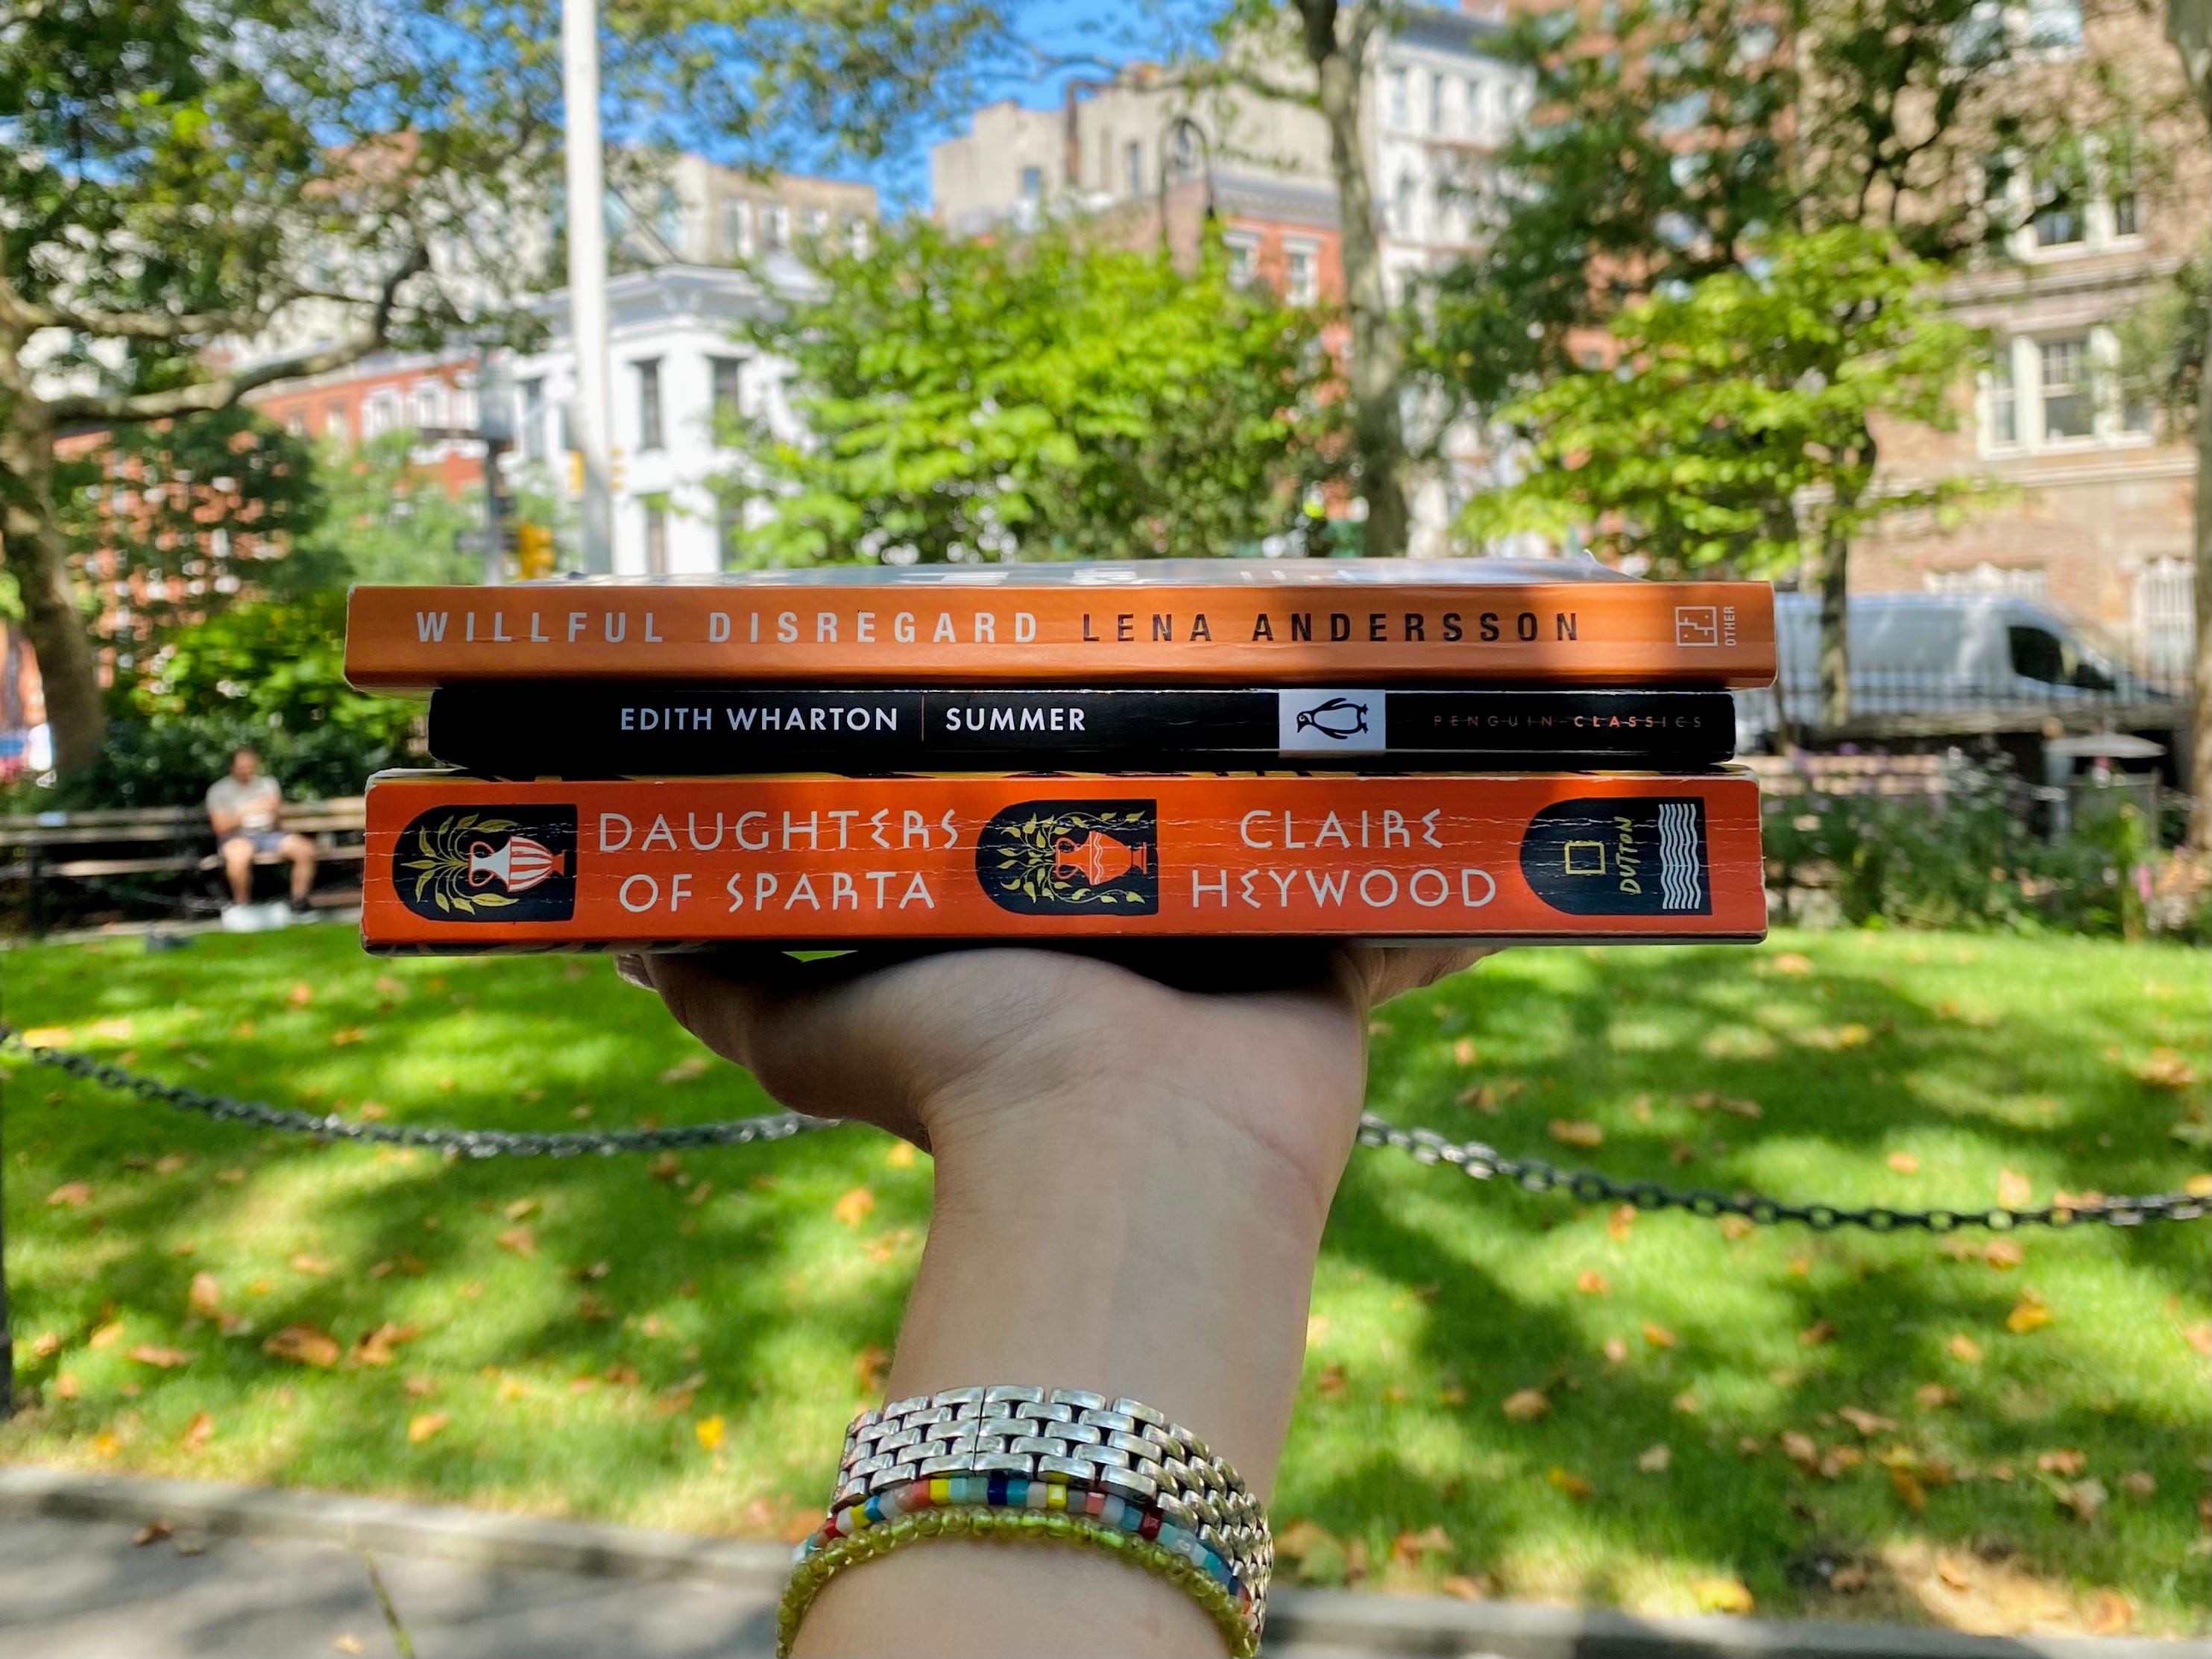 WILLFUL DISREGARD LENA ANDERSSON OTHER
EDITH WHARTON SUMMER PENGUIN CLASSICS
DAUGHTERS
OF SPARTA
CLAIRE
HEYWOOD
DUTTON